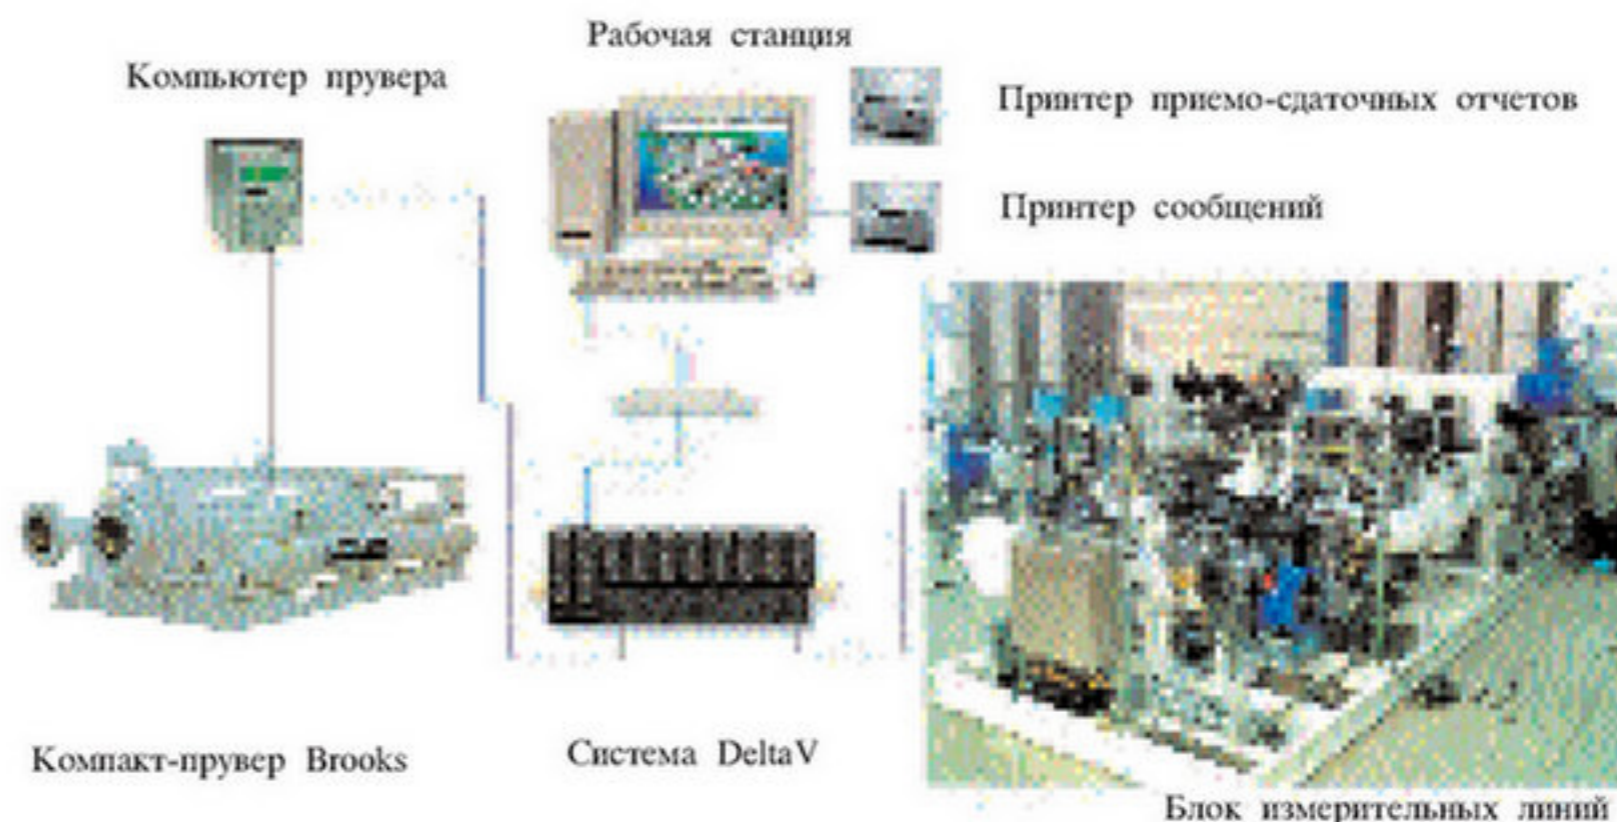 Рабочая станция
Компьютер прувера
Принтер приемо-сдаточных отчетов
Принтер сообщений
Компакт-прувер Brooks
Система DeltaV
Блок измерительных линий